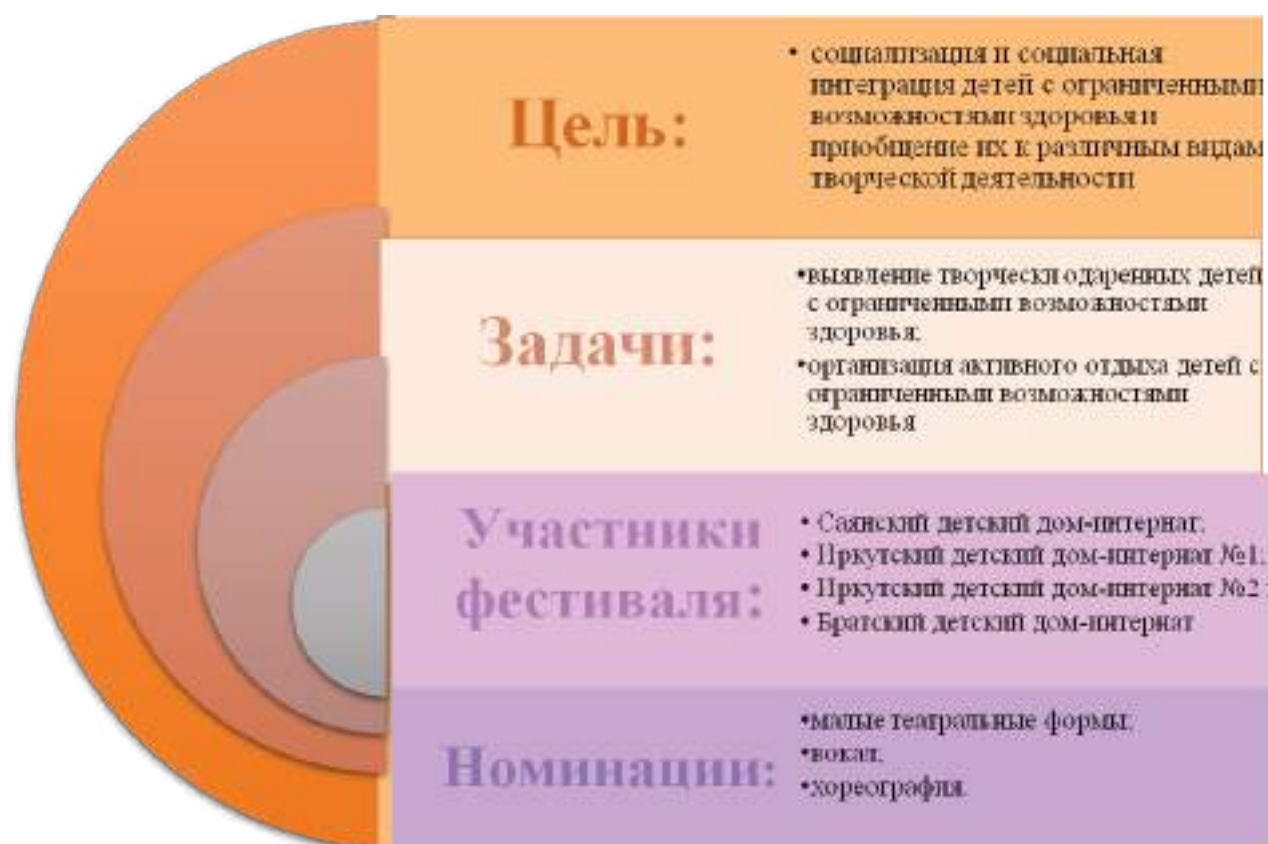 Цель:
• социализация и социальная
интеграция детей с ограниченными
возможностями здоровья и
приобщение их к различным видам
творческой деятельности
Задачи:
•выявление творчески одаренных детей
с ограниченными возможностями
здоровья;
•организация активного отдыха детей с
ограниченными возможностями
здоровья
Участники
фестиваля:
• Саянский детский дом-интернат;
• Иркутский детский дом-интернат №1;
• Иркутский детский дом-интернат №2
• Братский детский дом-интернат
Номинации:
•малые театральные формы;
•вокал;
•хореография.